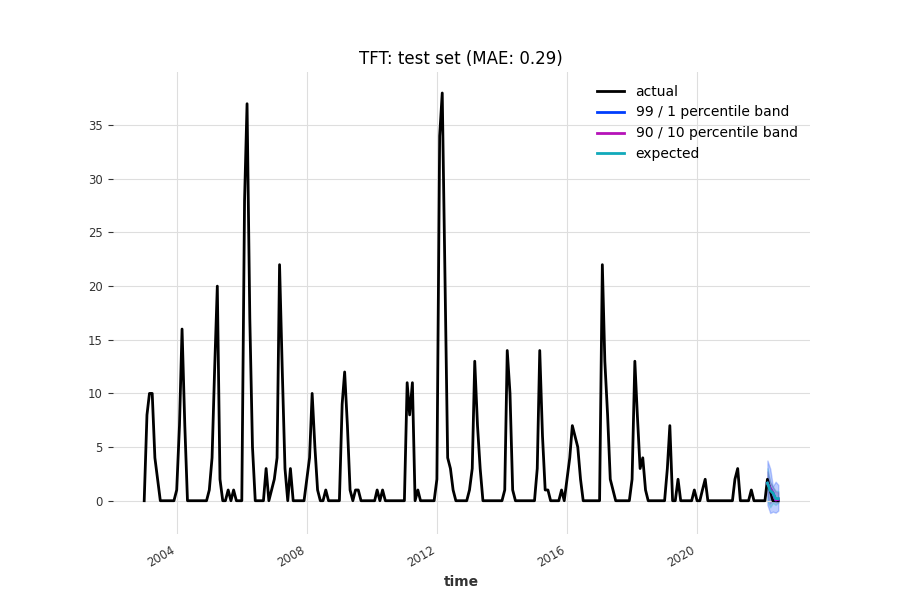 TFT: test set (MAE: 0.29)
actual
99 / 1 percentile band
90 / 10 percentile band
expected
35
30
25
20
15
10
5
0
2004
2008
2012
2016
2020
time